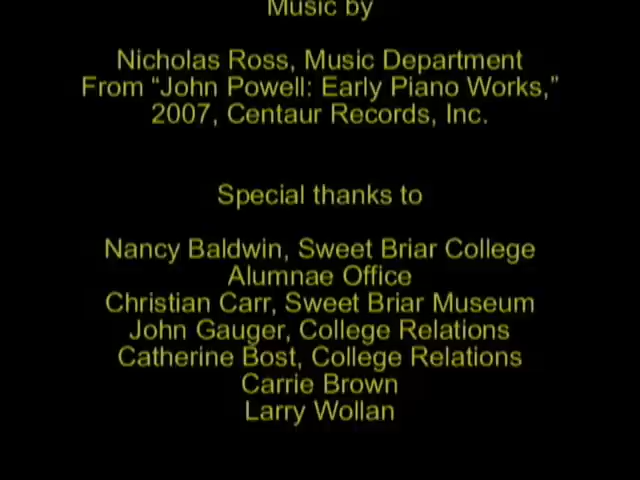 Music by
Nicholas Ross, Music Department
From “John Powell: Early Piano Works,”
2007, Centaur Records, Inc.
Special thanks to
Nancy Baldwin, Sweet Briar College
Alumnae Office
Christian Carr, Sweet Briar Museum
John Gauger, College Relations
Catherine Bost, College Relations
Carrie Brown
Larry Wollan